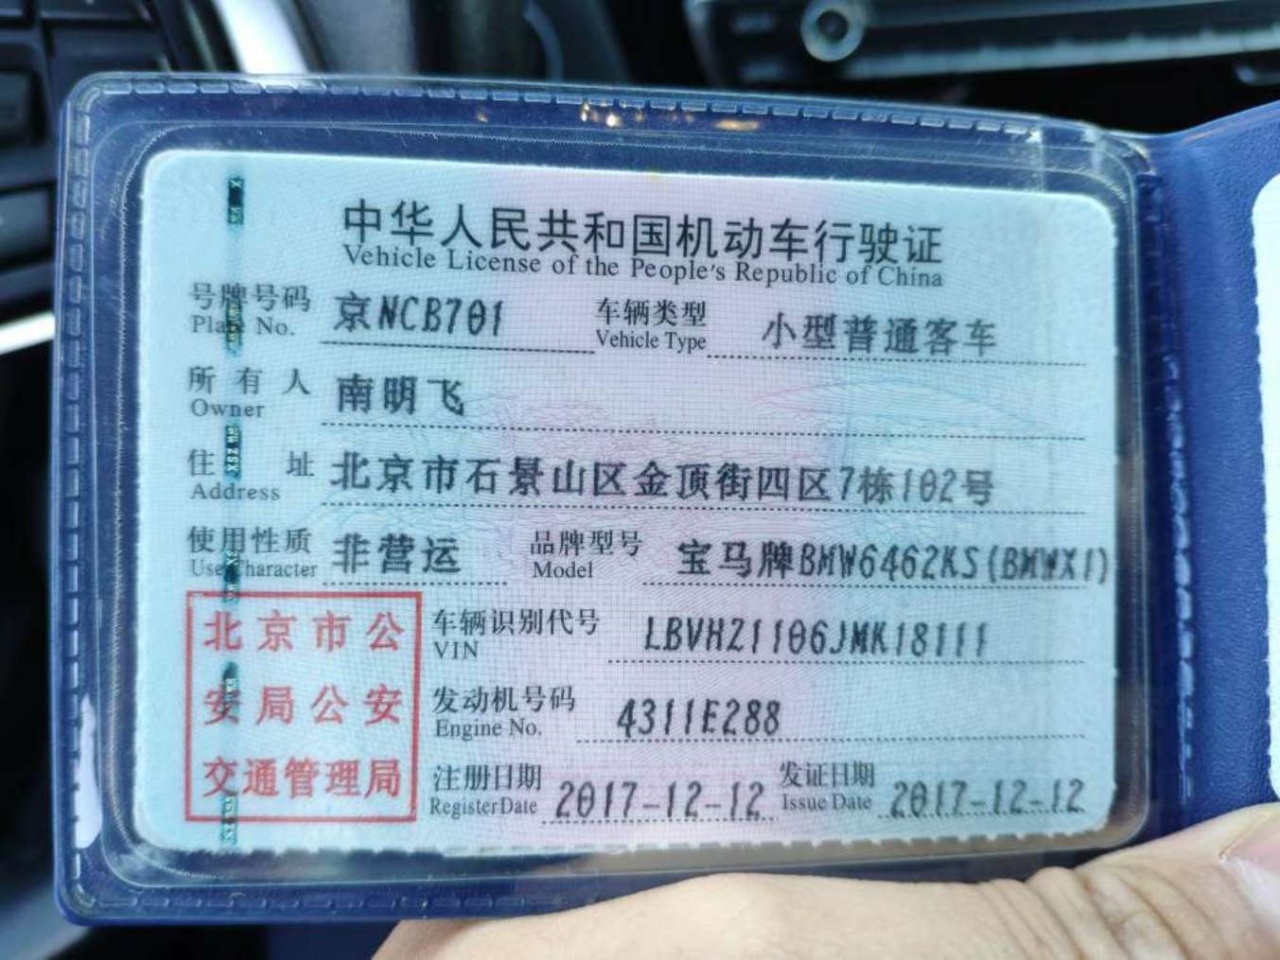 中华人民共和国机动车行驶证
Vehicle License of the People's Republic of China
号牌号码 京NCB701 车辆类型 小型普通客车
Plate No. Vehicle Type
所有人 南明飞
Owner
住址 北京市石景山区金顶街四区7栋102号
Address
使用性质 非营运 品牌型号 宝马牌BMW6462KS(BMWX1)
Use Character Model
北京市公
安局公安
交通管理局
车辆识别代号 LBVHZ1106JMK18111
VIN
发动机号码 4311E288
Engine No.
注册日期 2017-12-12 发证日期 2017-12-12
Register Date Issue Date